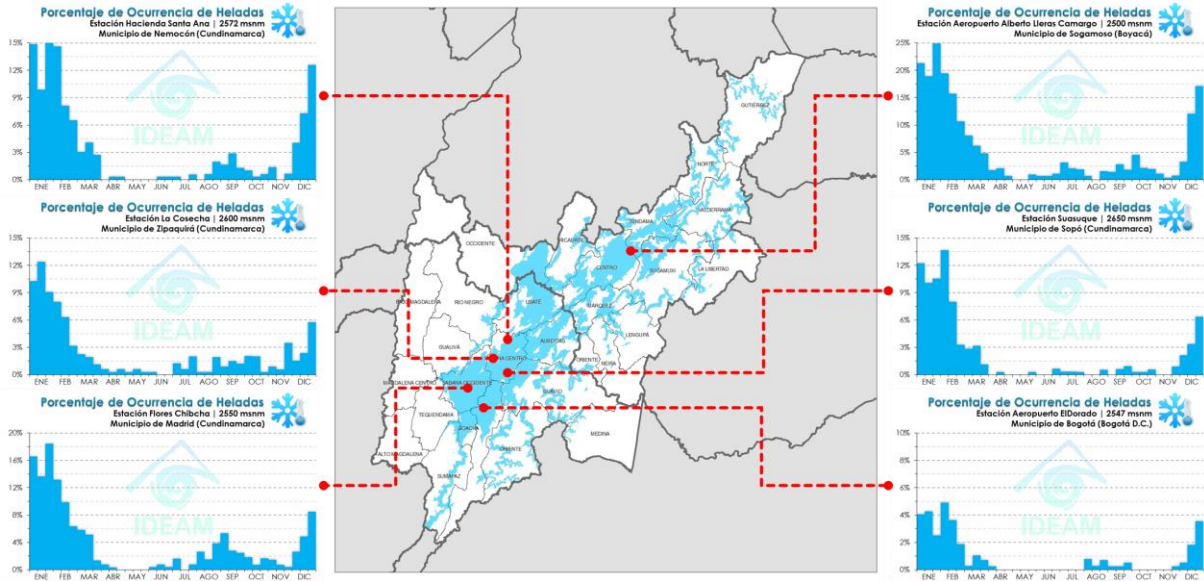 Porcentaje de Ocurrencia de Heladas
Estación Hacienda Santa Ana | 2572 msnm
Municipio de Nemocón (Cundinamarca)
15%
12%
9%
6%
3%
0%
IDEAM
ENE FEB MAR ABR MAY JUN JUL AGO SEP OCT NOV DIC
Porcentaje de Ocurrencia de Heladas
Estación La Cosecha | 2600 msnm
Municipio de Zipaquirá (Cundinamarca)
15%
12%
9%
6%
3%
0%
IDEAM
ENE FEB MAR ABR MAY JUN JUL AGO SEP OCT NOV DIC
Porcentaje de Ocurrencia de Heladas
Estación Flores Chibcha | 2550 msnm
Municipio de Madrid (Cundinamarca)
20%
16%
12%
8%
4%
0%
IDEAM
ENE FEB MAR ABR MAY JUN JUL AGO SEP OCT NOV DIC
GUTIÉRREZ
NORTE
VALDERRAMA
TUNDAMA
OCCIDENTE
RICAURTE
CENTRO
SUGAMUXI
LA LIBERTAD
UBATÉ
MÁRQUEZ
RIO NEGRO
LENGUPÁ
GUALIVÁ
ALMEIDAS
ORIENTE
NEIRA
MAGDALENA CENTRO
SABANA OCCIDENTE
TEQUENDAMA
SOACHA
MEDINA
ALTO MAGDALENA
ORIENTE
SUMAPAZ
Porcentaje de Ocurrencia de Heladas
Estación Aeropuerto Alberto Lleras Camargo | 2500 msnm
Municipio de Sogamoso (Boyacá)
25%
20%
15%
10%
5%
0%
IDEAM
ENE FEB MAR ABR MAY JUN JUL AGO SEP OCT NOV DIC
Porcentaje de Ocurrencia de Heladas
Estación Suasuque | 2650 msnm
Municipio de Sopó (Cundinamarca)
15%
12%
9%
6%
3%
0%
IDEAM
ENE FEB MAR ABR MAY JUN JUL AGO SEP OCT NOV DIC
Porcentaje de Ocurrencia de Heladas
Estación Aeropuerto ElDorado | 2547 msnm
Municipio de Bogotá (Bogotá D.C.)
10%
6%
4%
2%
0%
IDEAM
ENE FEB MAR ABR MAY JUN JUL AGO SEP OCT NOV DIC